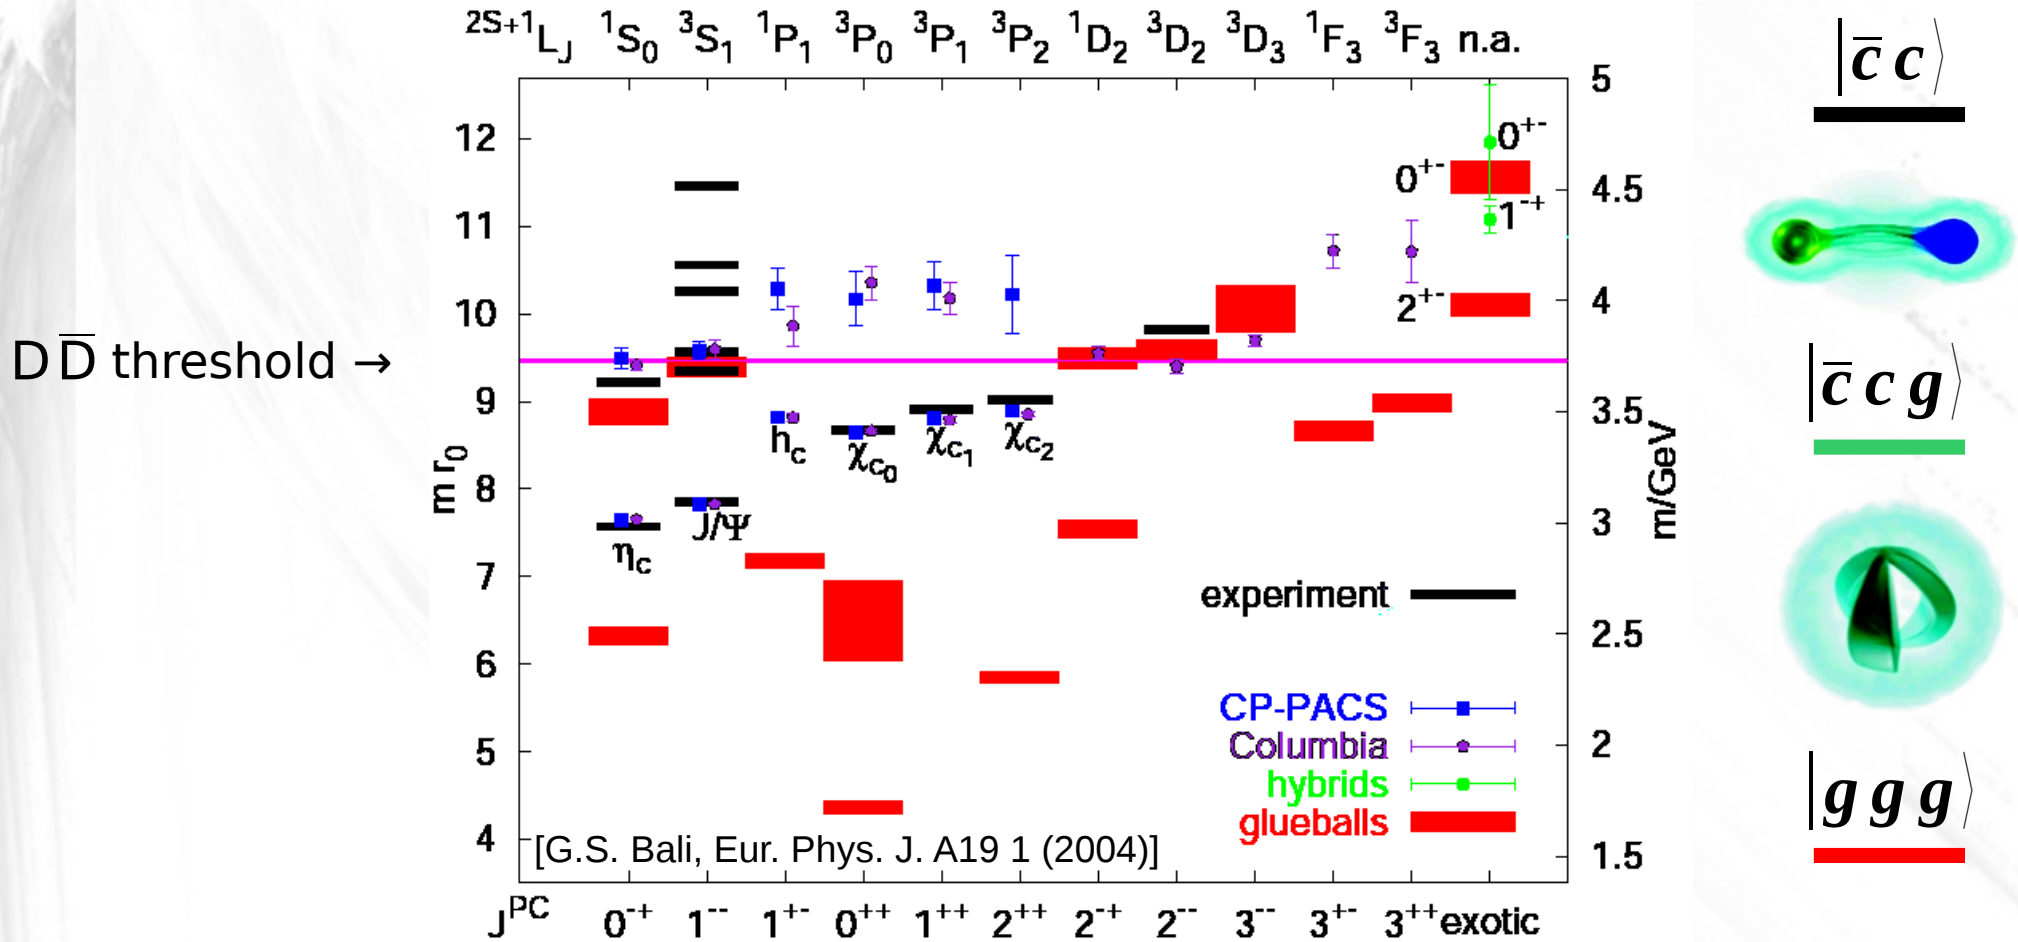 2S+1LJ 1S0 3S1 1P1 3P0 3P1 3P2 1D2 3D2 3D3 1F3 3F3 n.a.
|c̄ c⟩
5
12
0+-
0+-
4.5
1-+
11
4
10
2+-
D D̄ threshold →
|c̄ c g⟩
9
3.5
hc
χc0
χc1
χc2
m r0
m/GeV
8
J/Ψ
3
ηc
7
experiment
2.5
6
CP-PACS
Columbia
2
5
hybrids
|g g g⟩
glueballs
4
[G.S. Bali, Eur. Phys. J. A19 1 (2004)]
1.5
JPC 0-+ 1-- 1+- 0++ 1++ 2++ 2-+ 2-- 3-- 3+- 3++ exotic